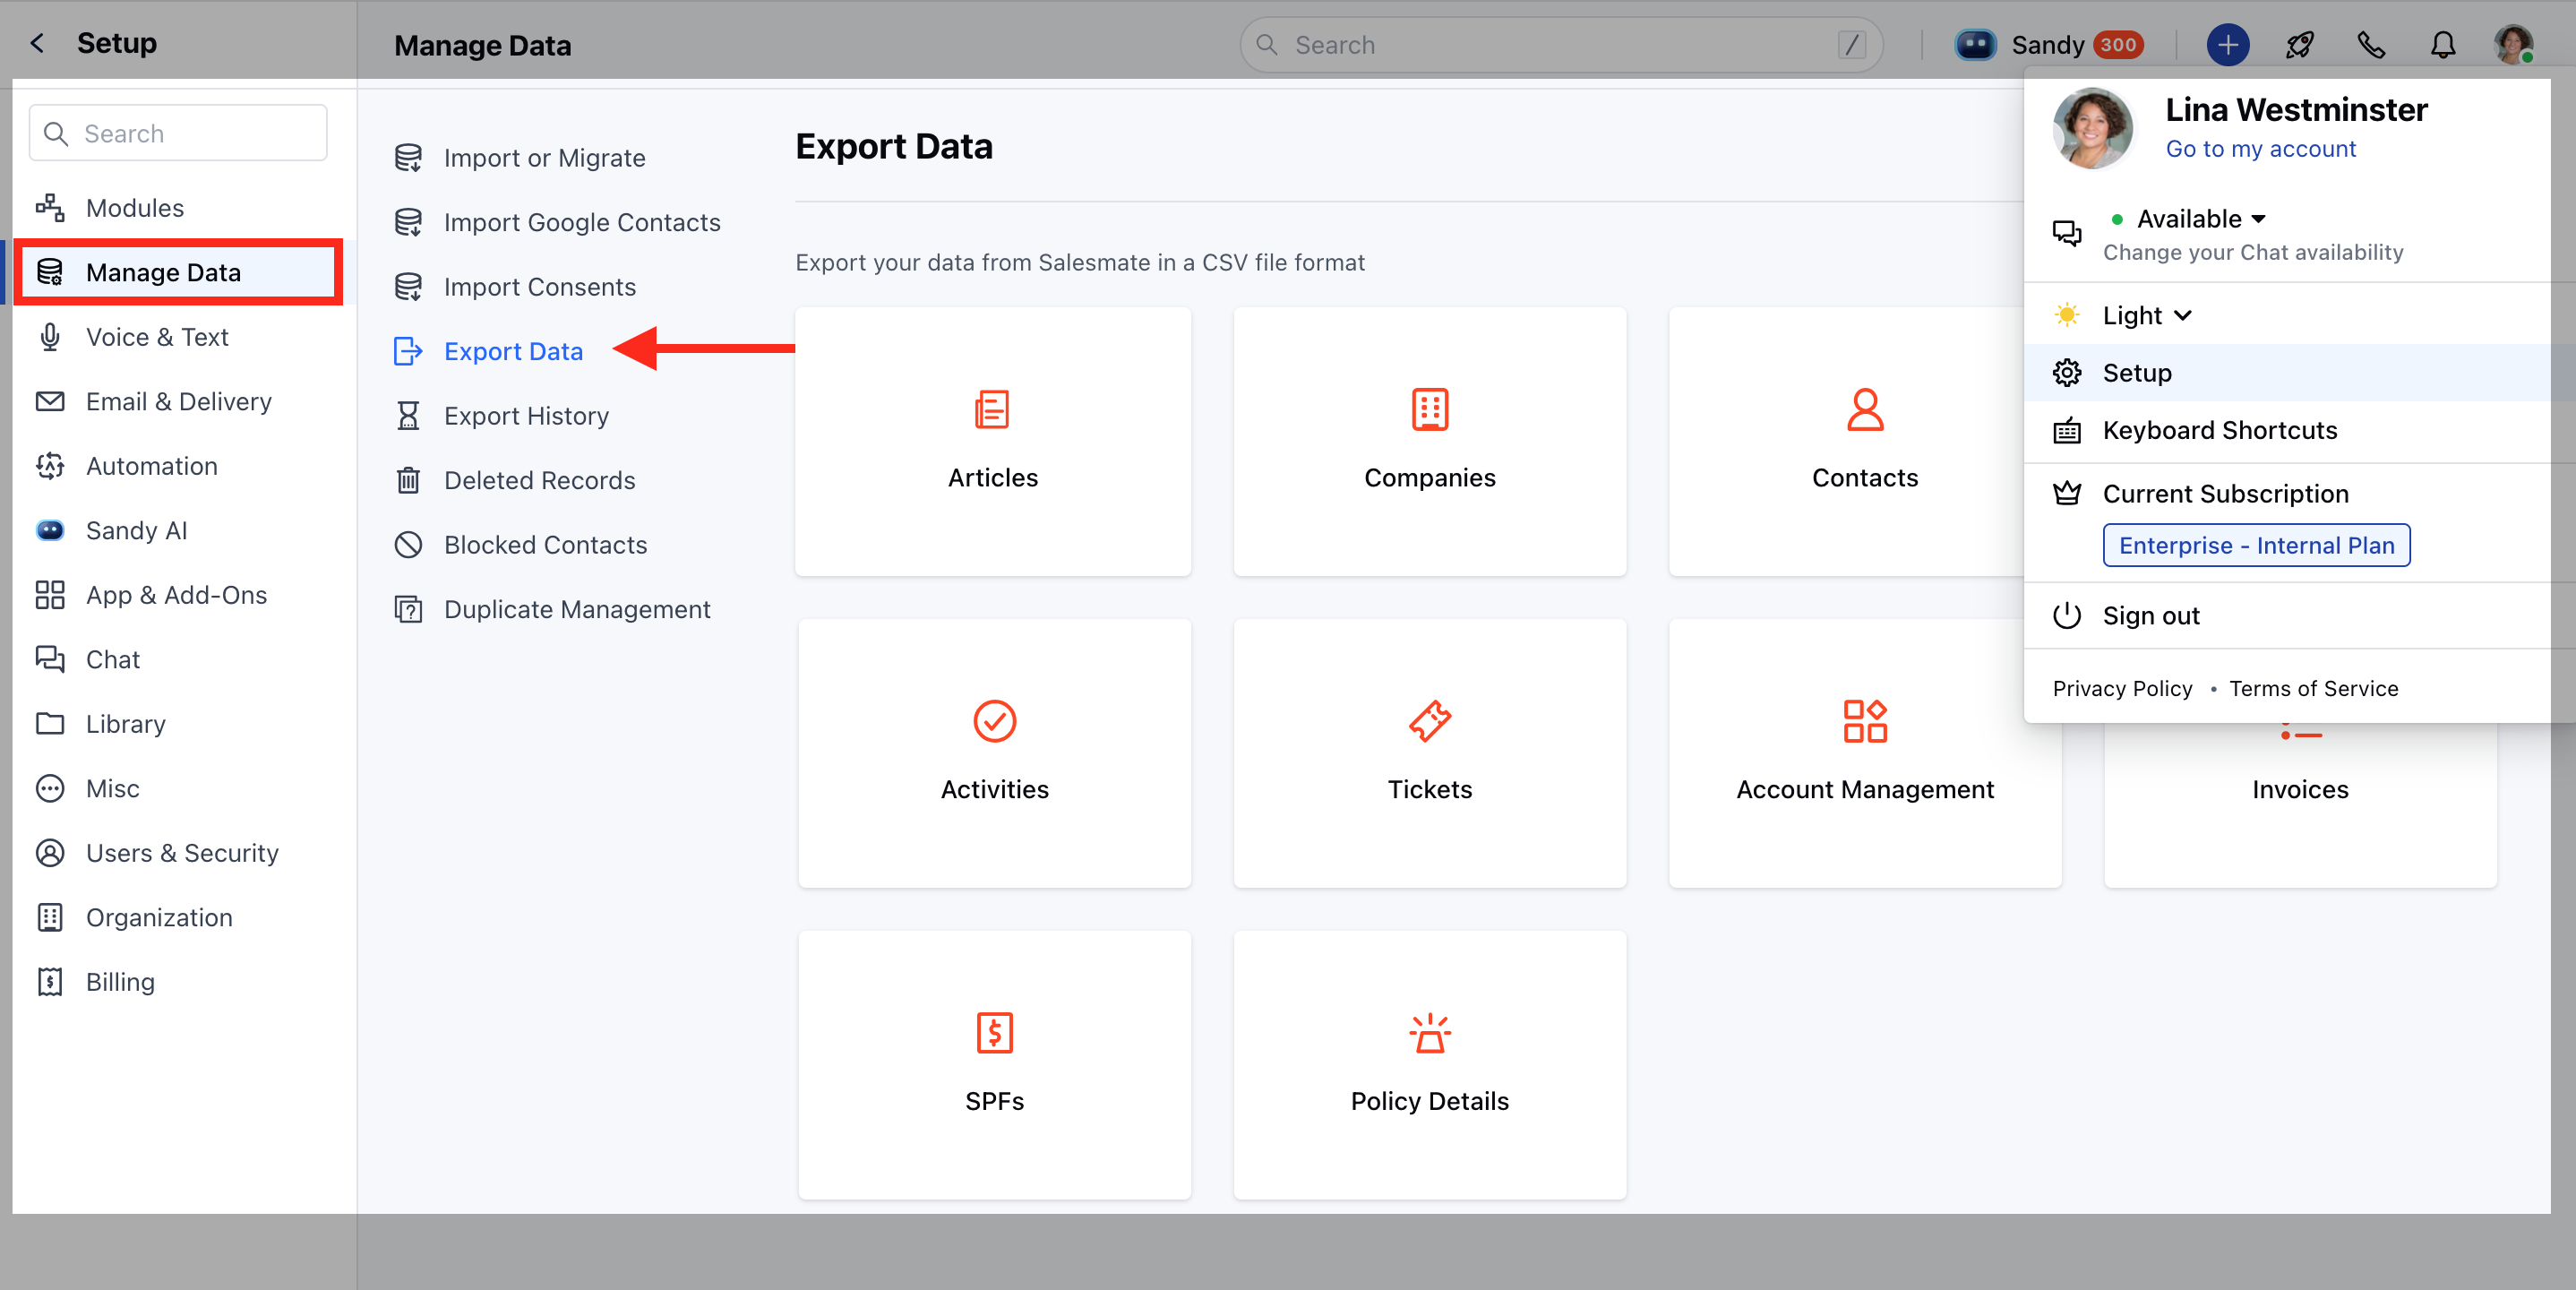 Setup
Manage Data
Search
/
Sandy 300
Search
Modules
Manage Data
Voice & Text
Email & Delivery
Automation
Sandy AI
App & Add-Ons
Chat
Library
Misc
Users & Security
Organization
Billing
Import or Migrate
Import Google Contacts
Import Consents
Export Data
Export History
Deleted Records
Blocked Contacts
Duplicate Management
Export Data
Export your data from Salesmate in a CSV file format
Articles
Companies
Contacts
Activities
Tickets
Account Management
Invoices
SPFs
Policy Details
Lina Westminster
Go to my account
Available
Change your Chat availability
Light
Setup
Keyboard Shortcuts
Current Subscription
Enterprise - Internal Plan
Sign out
Privacy Policy • Terms of Service